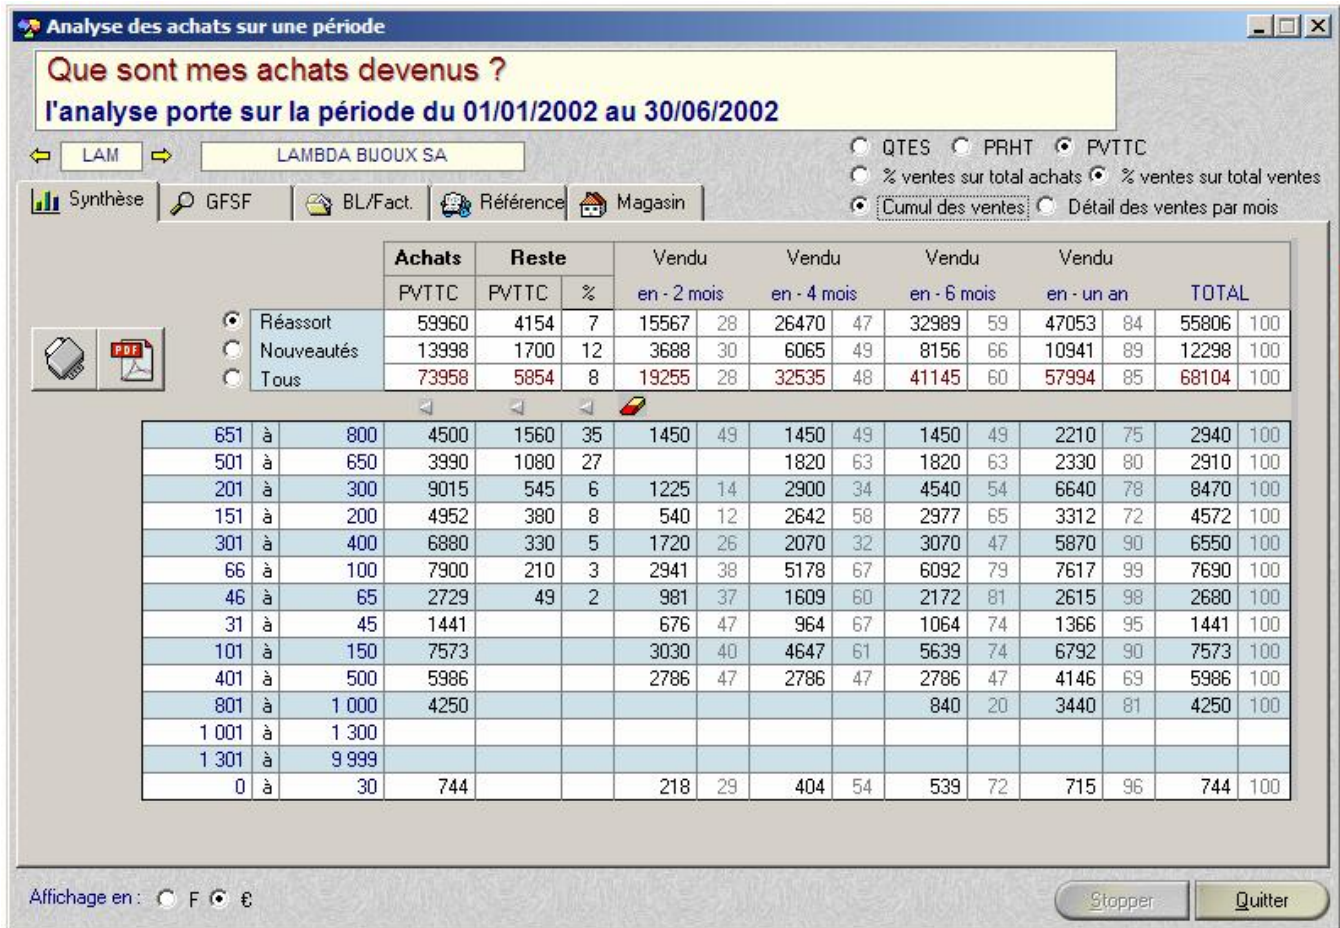 Analyse des achats sur une période
Que sont mes achats devenus ?
l'analyse porte sur la période du 01/01/2002 au 30/06/2002
LAM LAMBDA BIJOUX SA
QTES PRHT PVTTC
% ventes sur total achats % ventes sur total ventes
Cumul des ventes Détail des ventes par mois
Synthèse GFSF BL/Fact. Référence Magasin
Achats Reste Vendu Vendu Vendu Vendu
PVTTC PVTTC % en - 2 mois en - 4 mois en - 6 mois en - un an TOTAL
Réassort 59960 4154 7 15567 28 26470 47 32989 59 47053 84 55806 100
PDF
Nouveautés 13998 1700 12 3688 30 6065 49 8156 66 10941 89 12298 100
Tous 73958 5854 8 19255 28 32535 48 41145 60 57994 85 68104 100
651 à 800 4500 1560 35 1450 49 1450 49 1450 49 2210 75 2940 100
501 à 650 3990 1080 27 1820 63 1820 63 2330 80 2910 100
201 à 300 9015 545 6 1225 14 2900 34 4540 54 6640 78 8470 100
151 à 200 4952 380 8 540 12 2642 58 2977 65 3312 72 4572 100
301 à 400 6880 330 5 1720 26 2070 32 3070 47 5870 90 6550 100
66 à 100 7900 210 3 2941 38 5178 67 6092 79 7617 99 7690 100
46 à 65 2729 49 2 981 37 1609 60 2172 81 2615 98 2680 100
31 à 45 1441 676 47 964 67 1064 74 1366 95 1441 100
101 à 150 7573 3030 40 4647 61 5639 74 6792 90 7573 100
401 à 500 5986 2786 47 2786 47 2786 47 4146 69 5986 100
801 à 1 000 4250 840 20 3440 81 4250 100
1 001 à 1 300
1 301 à 9 999
0 à 30 744 218 29 404 54 539 72 715 96 744 100
Affichage en : F €
Stopper Quitter